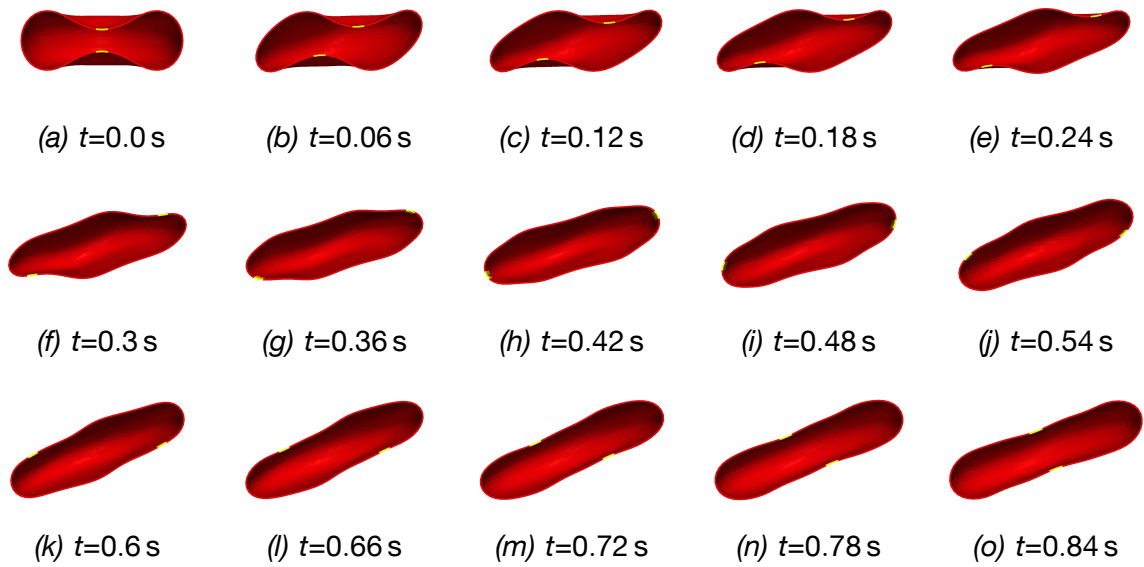 (a) t=0.0 s
(b) t=0.06 s
(c) t=0.12 s
(d) t=0.18 s
(e) t=0.24 s
(f) t=0.3 s
(g) t=0.36 s
(h) t=0.42 s
(i) t=0.48 s
(j) t=0.54 s
(k) t=0.6 s
(l) t=0.66 s
(m) t=0.72 s
(n) t=0.78 s
(o) t=0.84 s